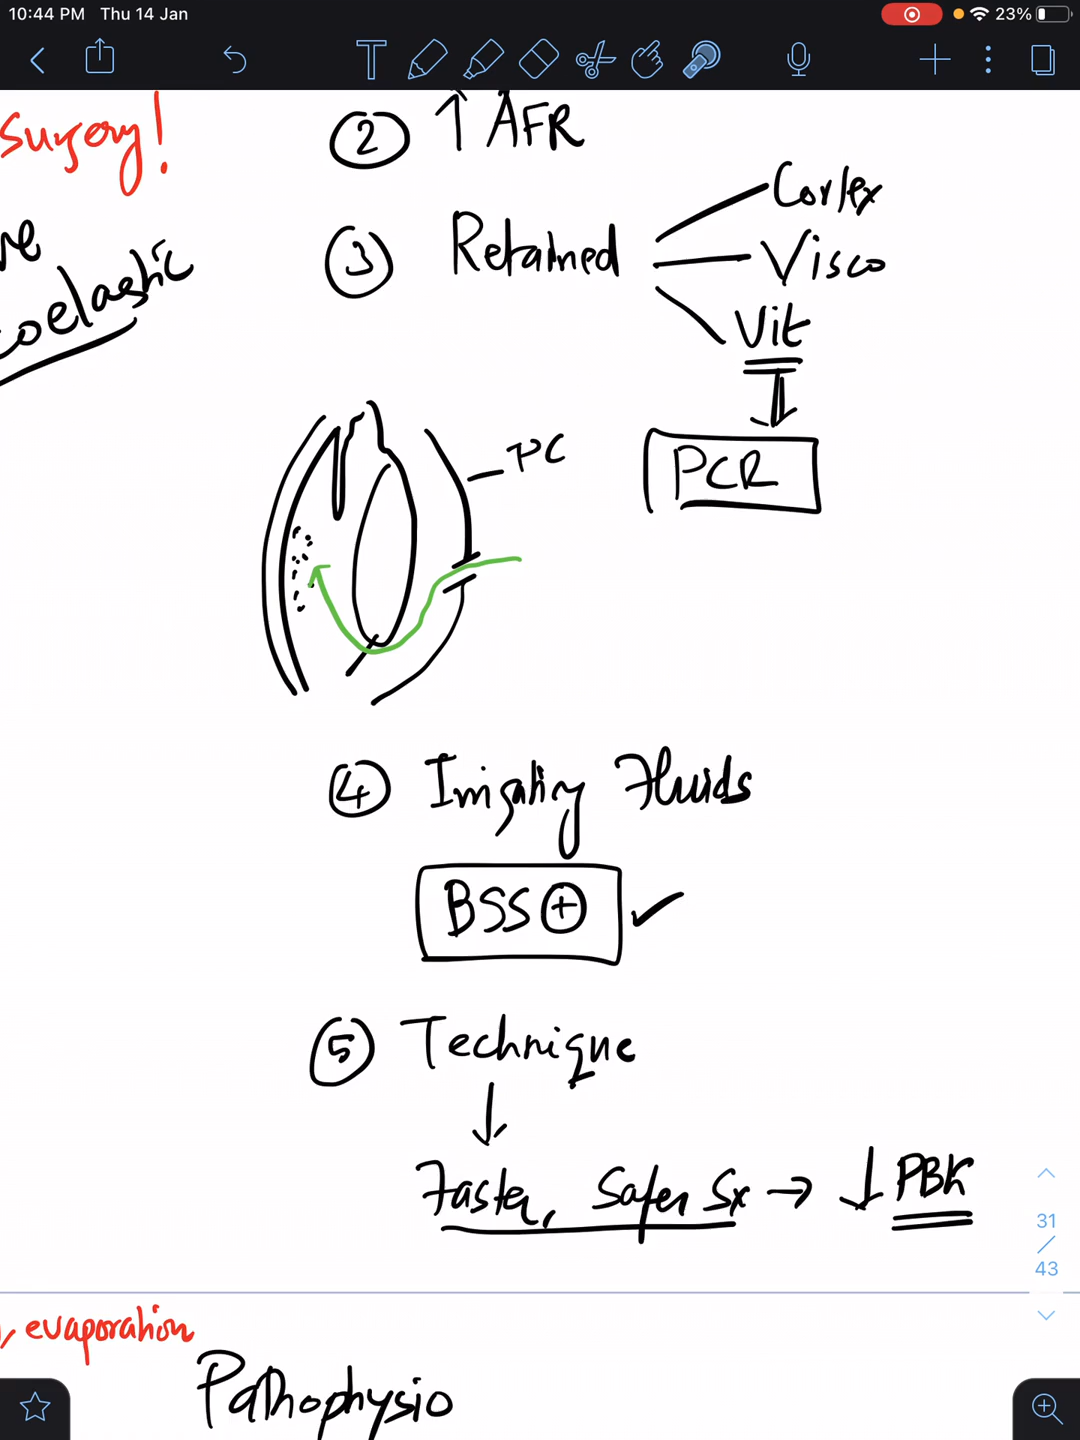 10:44 PM Thu 14 Jan
23%
Surgery!
② ↑ AFR
Cortex
③ Retained
Visco
coelastic
Vit
PC
PCR
④ Irrigating Fluids
BSS ⊕ ✓
⑤ Technique
↓
Faster, Safer Sx → ↓ PBK
31
/
43
, evaporation
Pathophysio